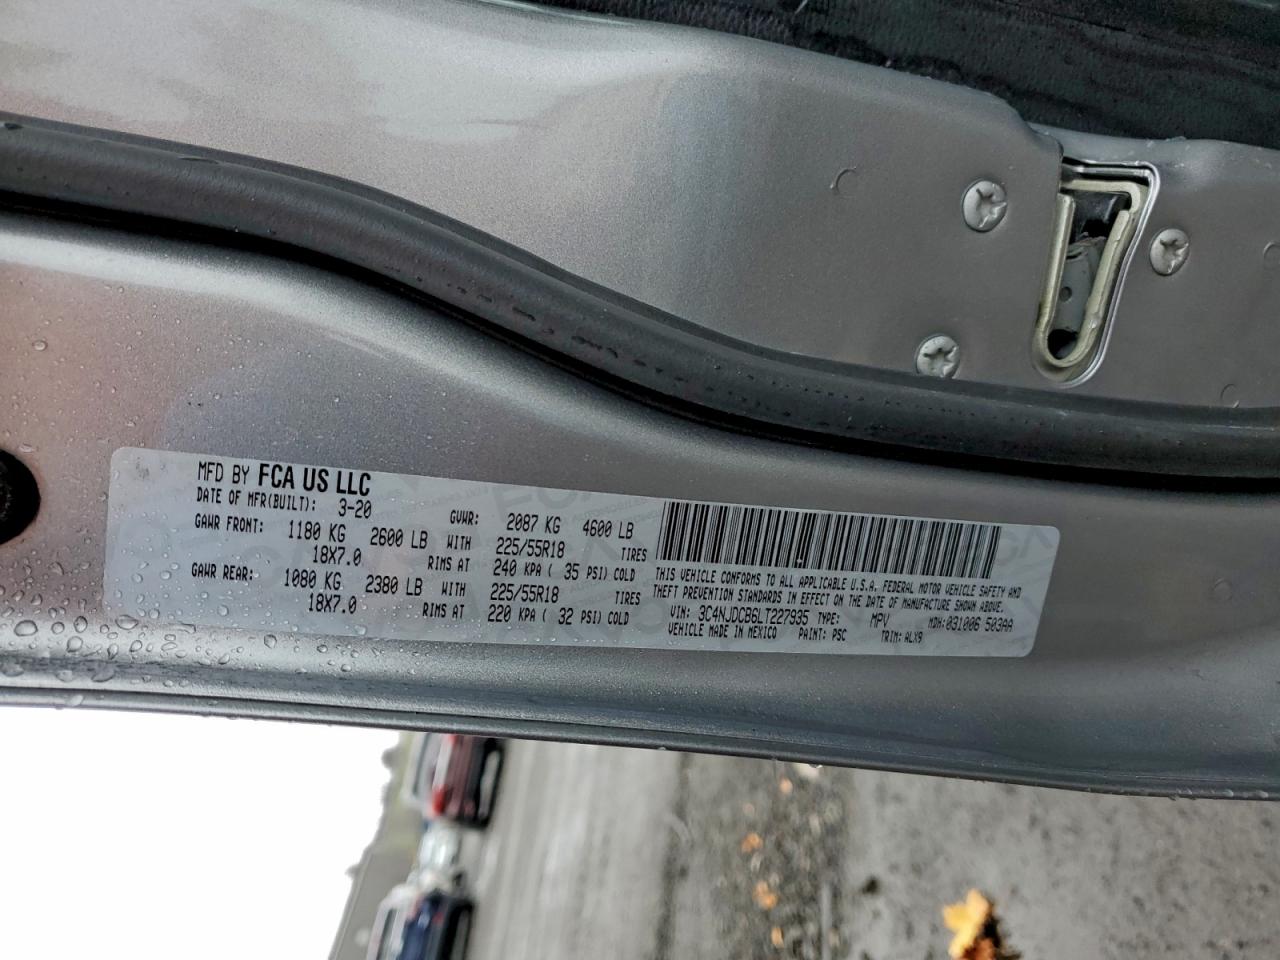 MFD BY FCA US LLC
DATE OF MFR(BUILT): 3-20 GVWR: 2087 KG 4600 LB
GAWR FRONT: 1180 KG 2600 LB WITH 225/55R18 TIRES
18X7.0 RIMS AT 240 KPA ( 35 PSI) COLD
GAWR REAR: 1080 KG 2380 LB WITH 225/55R18 TIRES
18X7.0 RIMS AT 220 KPA ( 32 PSI) COLD
THIS VEHICLE CONFORMS TO ALL APPLICABLE U.S.A. FEDERAL MOTOR VEHICLE SAFETY AND
THEFT PREVENTION STANDARDS IN EFFECT ON THE DATE OF MANUFACTURE SHOWN ABOVE.
VIN: 3C4NJDCB6LT227935 TYPE: MPV MDH:031006 503AA
VEHICLE MADE IN MEXICO PAINT: PSC TRIM: ALX9